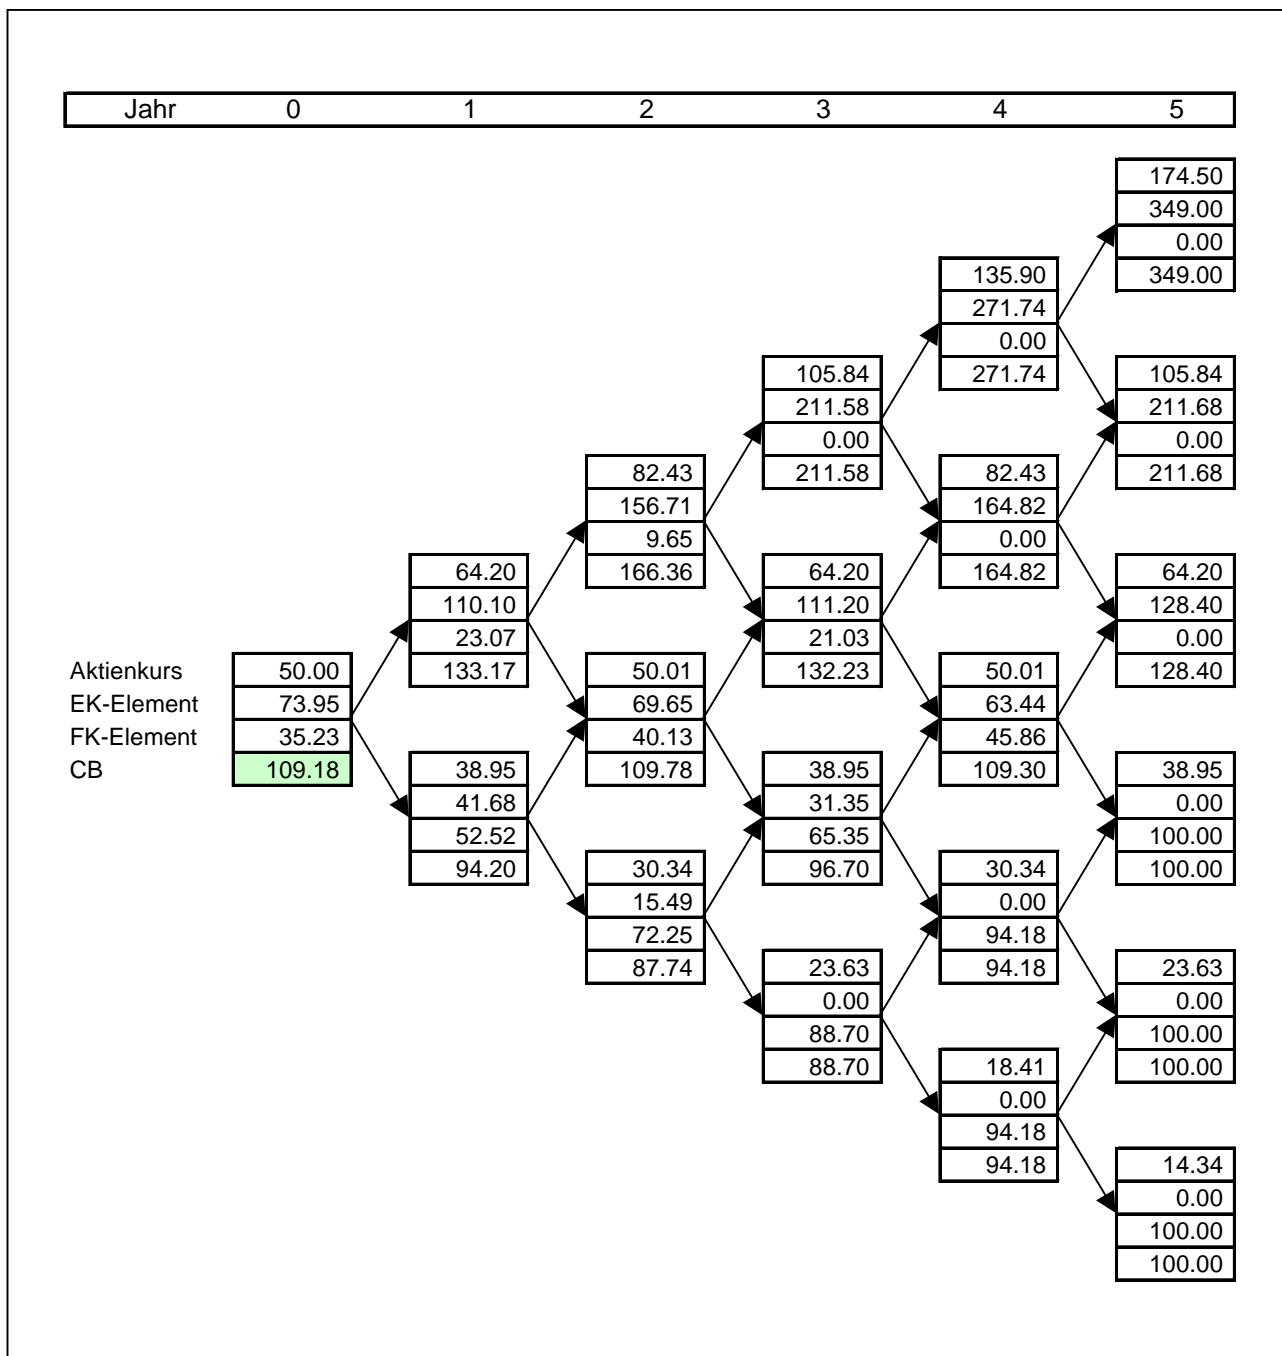 Jahr 0 1 2 3 4 5
174.50
349.00
0.00
135.90 349.00
271.74
0.00
105.84 271.74 105.84
211.58 211.68
0.00 0.00
82.43 211.58 82.43 211.68
156.71 164.82
9.65 0.00
64.20 166.36 64.20 164.82 64.20
110.10 111.20 128.40
23.07 21.03 0.00
Aktienkurs 50.00 133.17 50.01 132.23 50.01 128.40
EK-Element 73.95 69.65 63.44
FK-Element 35.23 40.13 45.86
CB 109.18 38.95 109.78 38.95 109.30 38.95
41.68 31.35 0.00
52.52 65.35 100.00
94.20 30.34 96.70 30.34 100.00
15.49 0.00
72.25 94.18
87.74 23.63 94.18 23.63
0.00 0.00
88.70 100.00
88.70 18.41 100.00
0.00
94.18
94.18 14.34
0.00
100.00
100.00